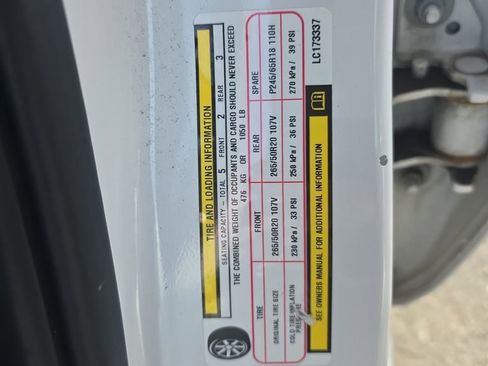 TIRE AND LOADING INFORMATION
SEATING CAPACITY - TOTAL 5 FRONT 2 REAR 3
THE COMBINED WEIGHT OF OCCUPANTS AND CARGO SHOULD NEVER EXCEED
476 KG OR 1050 LB
TIRE FRONT REAR SPARE
ORIGINAL TIRE SIZE 265/50R20 107V 265/50R20 107V P245/65R18 110H
COLD TIRE INFLATION PRESSURE 230 kPa / 33 PSI 250 kPa / 36 PSI 270 kPa / 39 PSI
SEE OWNERS MANUAL FOR ADDITIONAL INFORMATION
LC173337